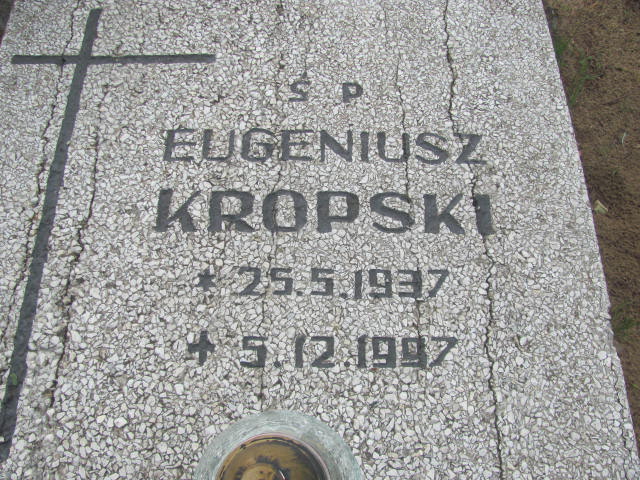 Ś P
EUGENIUSZ
KROPSKI
* 25.5.1937
+ 5.12.1997